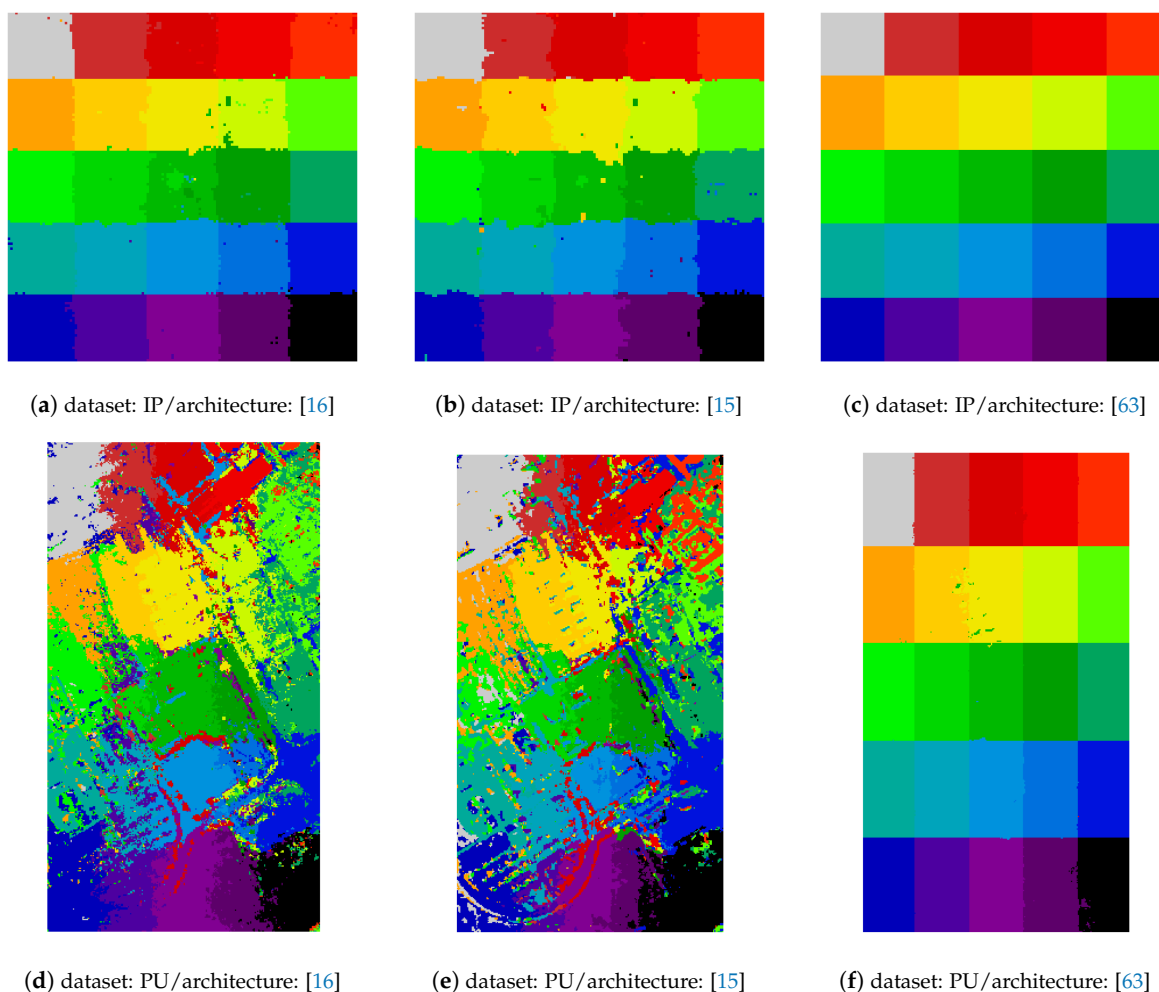 (a) dataset: IP/architecture: [16]
(b) dataset: IP/architecture: [15]
(c) dataset: IP/architecture: [63]
(d) dataset: PU/architecture: [16]
(e) dataset: PU/architecture: [15]
(f) dataset: PU/architecture: [63]